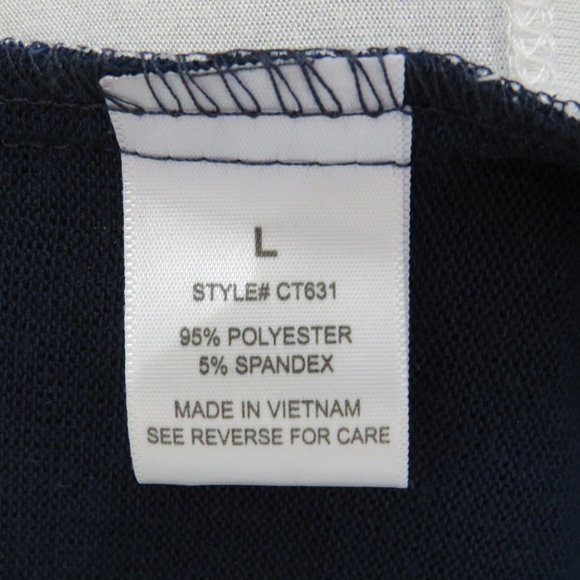 L
STYLE# CT631
95% POLYESTER
5% SPANDEX
MADE IN VIETNAM
SEE REVERSE FOR CARE